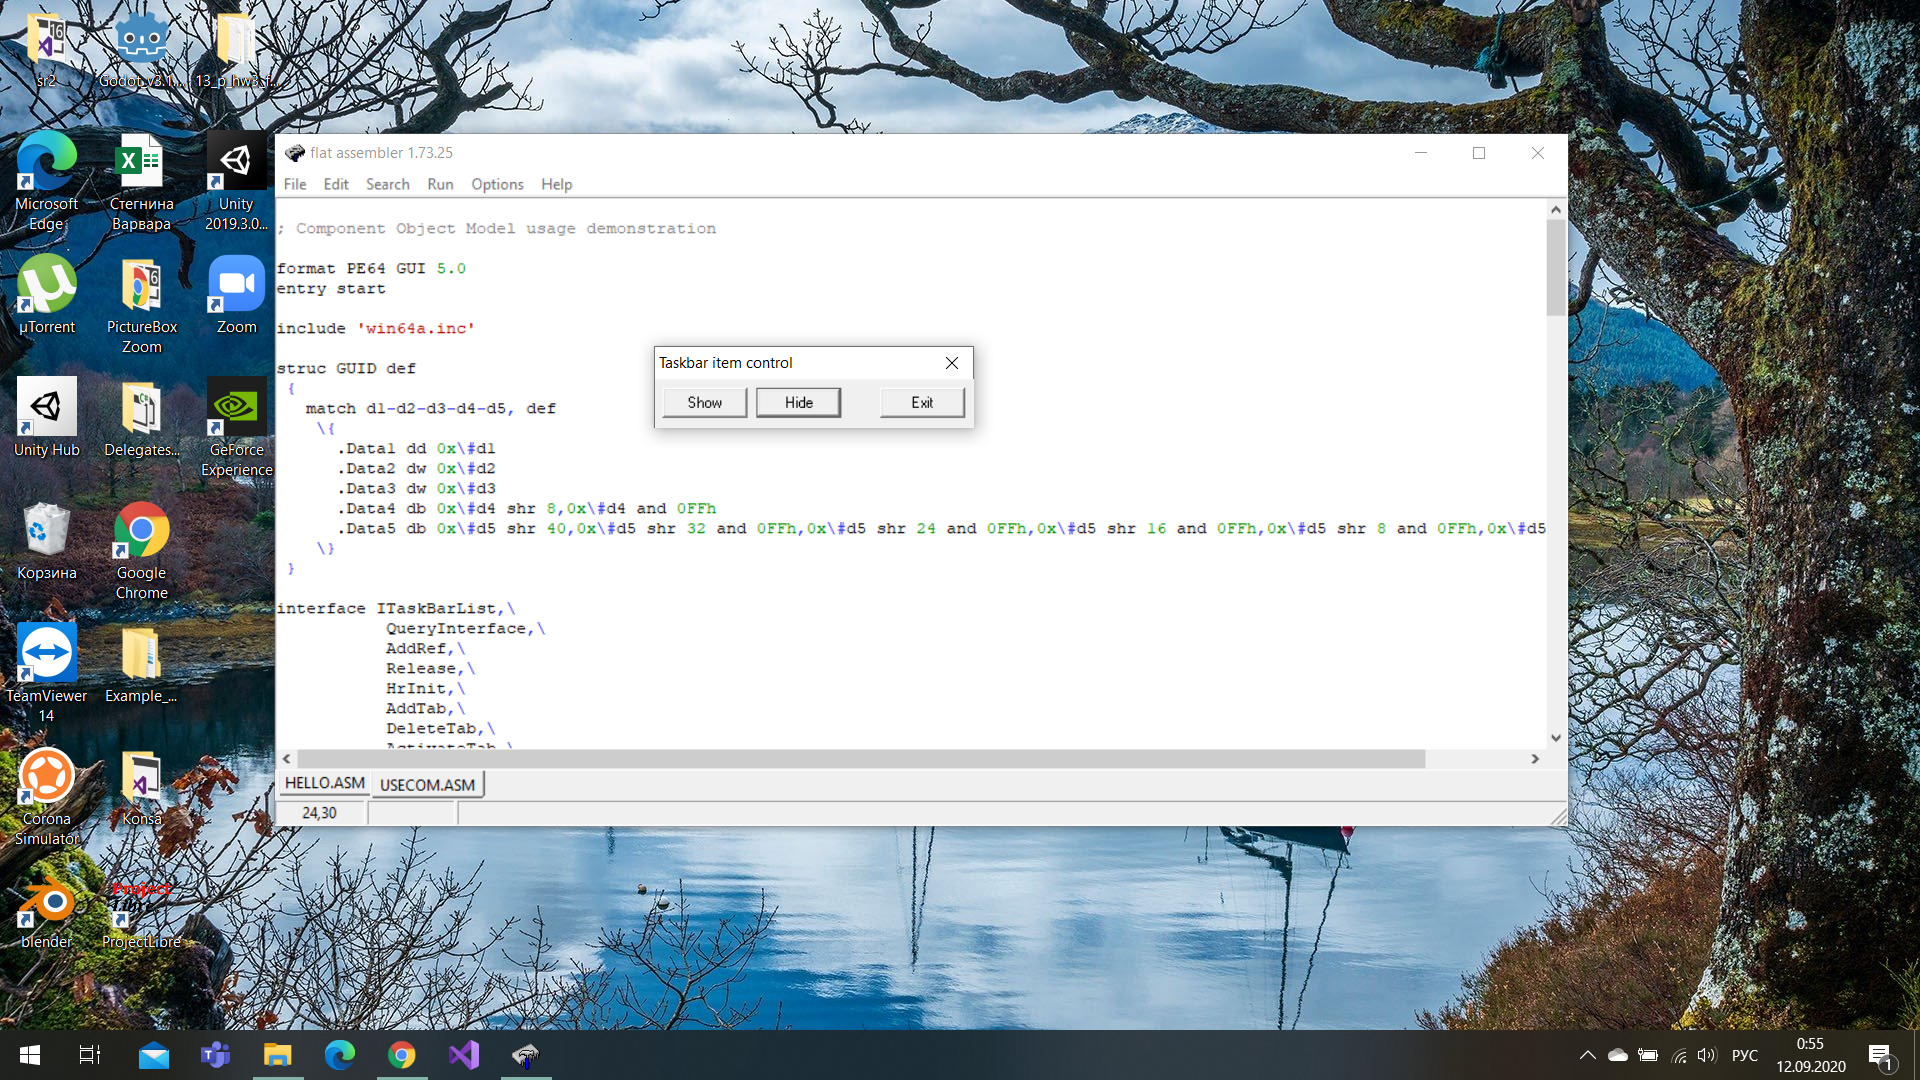 sr2
Godot_v3.1...
13_p_hw3_f...
Microsoft
Edge
Стегнина
Варвара
Unity
2019.3.0...
µTorrent
PictureBox
Zoom
Zoom
Unity Hub
Delegates...
GeForce
Experience
Корзина
Google
Chrome
TeamViewer
14
Example_...
Corona
Simulator
Konsa
blender
Project
Libre
ProjectLibre
flat assembler 1.73.25
File Edit Search Run Options Help
; Component Object Model usage demonstration
format PE64 GUI 5.0
entry start
include 'win64a.inc'
struc GUID def
{
match d1-d2-d3-d4-d5, def
\{
.Data1 dd 0x\#d1
.Data2 dw 0x\#d2
.Data3 dw 0x\#d3
.Data4 db 0x\#d4 shr 8,0x\#d4 and 0FFh
.Data5 db 0x\#d5 shr 40,0x\#d5 shr 32 and 0FFh,0x\#d5 shr 24 and 0FFh,0x\#d5 shr 16 and 0FFh,0x\#d5 shr 8 and 0FFh,0x\#d5
\}
}
interface ITaskBarList,\
QueryInterface,\
AddRef,\
Release,\
HrInit,\
AddTab,\
DeleteTab,\
ActivateTab,\
Taskbar item control
Show Hide Exit
HELLO.ASM USECOM.ASM
24,30
РУС
0:55
12.09.2020
1